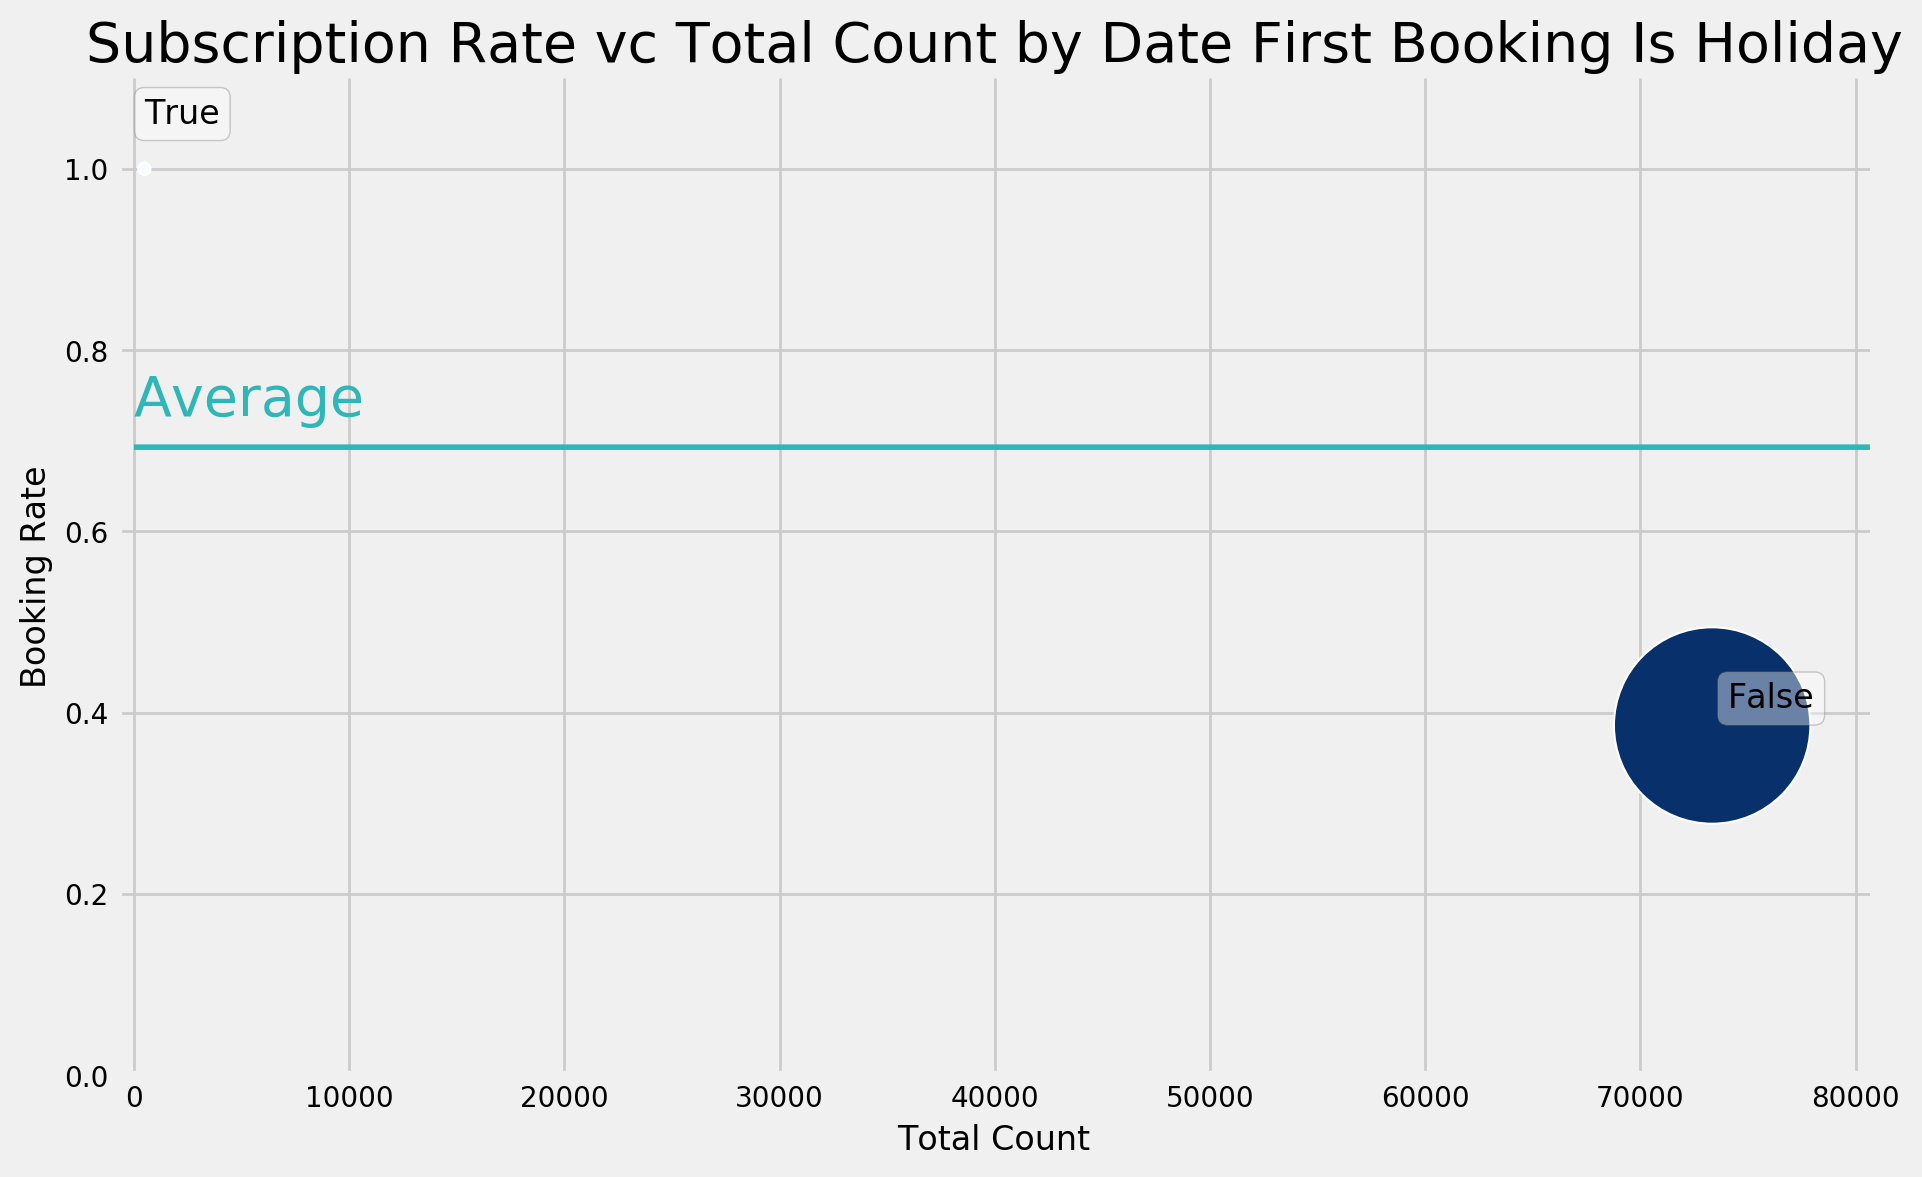 Subscription Rate vc Total Count by Date First Booking Is Holiday
True
1.0
0.8
Average
0.6
Booking Rate
False
0.4
0.2
0.0
0 10000 20000 30000 40000 50000 60000 70000 80000
Total Count